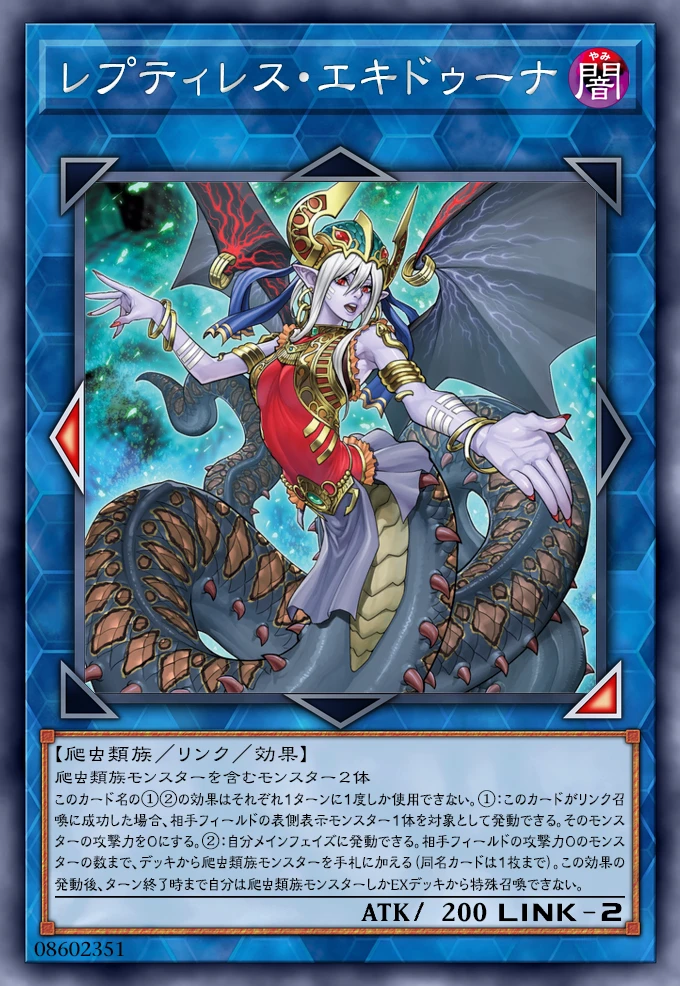 レプティレス・エキドゥーナ
やみ
闇
【爬虫類族／リンク／効果】
爬虫類族モンスターを含むモンスター２体
このカード名の①②の効果はそれぞれ１ターンに１度しか使用できない。①：このカードがリンク召
喚に成功した場合、相手フィールドの表側表示モンスター１体を対象として発動できる。そのモンス
ターの攻撃力を０にする。②：自分メインフェイズに発動できる。相手フィールドの攻撃力０のモン
スターの数まで、デッキから爬虫類族モンスターを手札に加える（同名カードは１枚まで）。この効果の
発動後、ターン終了時まで自分は爬虫類族モンスターしかEXデッキから特殊召喚できない。
ATK/ 200 LINK-2
08602351